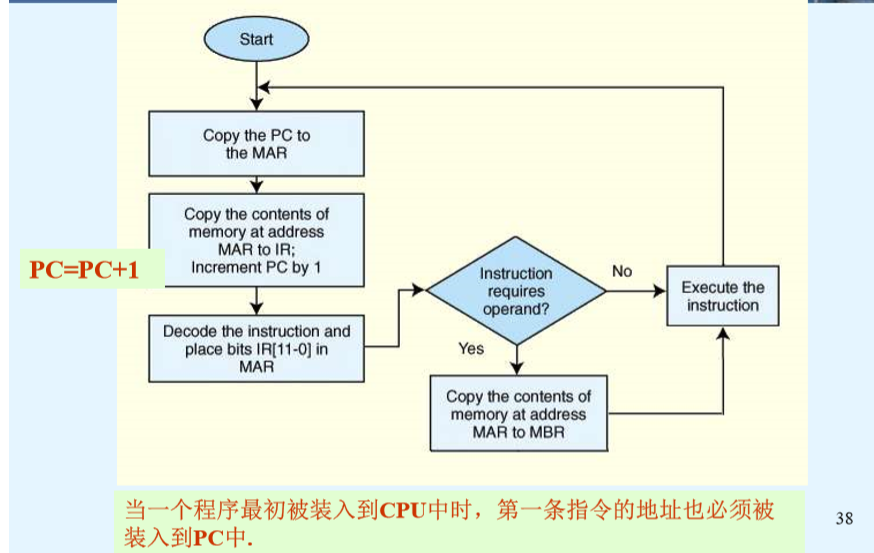 Start
Copy the PC to
the MAR
Copy the contents of
memory at address
MAR to IR;
Increment PC by 1
PC=PC+1
Decode the instruction and
place bits IR[11-0] in
MAR
Instruction
requires
operand?
No
Yes
Execute the
instruction
Copy the contents of
memory at address
MAR to MBR
当一个程序最初被装入到CPU中时，第一条指令的地址也必须被
装入到PC中.
38